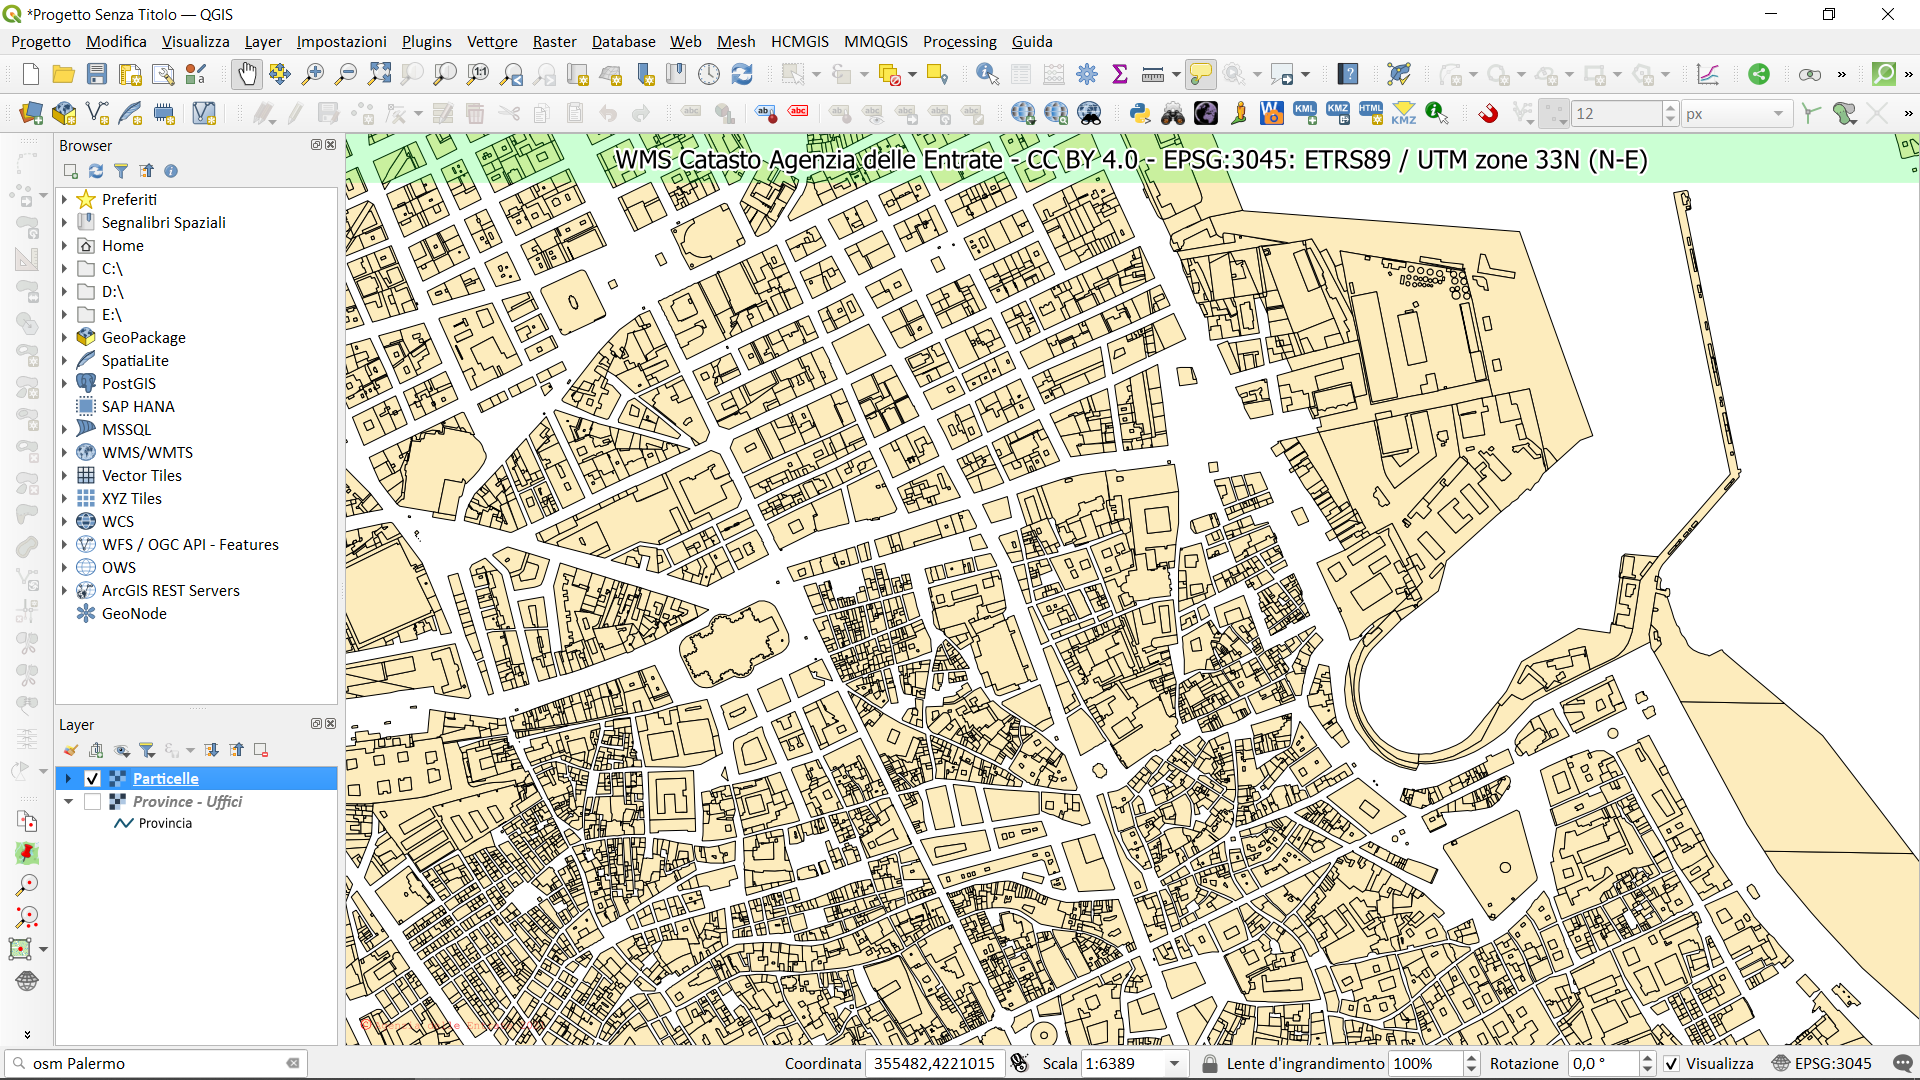 *Progetto Senza Titolo — QGIS
Progetto Modifica Visualizza Layer Impostazioni Plugins Vettore Raster Database Web Mesh HCMGIS MMQGIS Processing Guida
12 px
Browser
Preferiti
Segnalibri Spaziali
Home
C:\
D:\
E:\
GeoPackage
SpatiaLite
PostGIS
SAP HANA
MSSQL
WMS/WMTS
Vector Tiles
XYZ Tiles
WCS
WFS / OGC API - Features
OWS
ArcGIS REST Servers
GeoNode
Layer
Particelle
Province - Uffici
Provincia
WMS Catasto Agenzia delle Entrate - CC BY 4.0 - EPSG:3045: ETRS89 / UTM zone 33N (N-E)
osm Palermo
Coordinata 355482,4221015 Scala 1:6389 Lente d'ingrandimento 100% Rotazione 0,0 ° Visualizza EPSG:3045